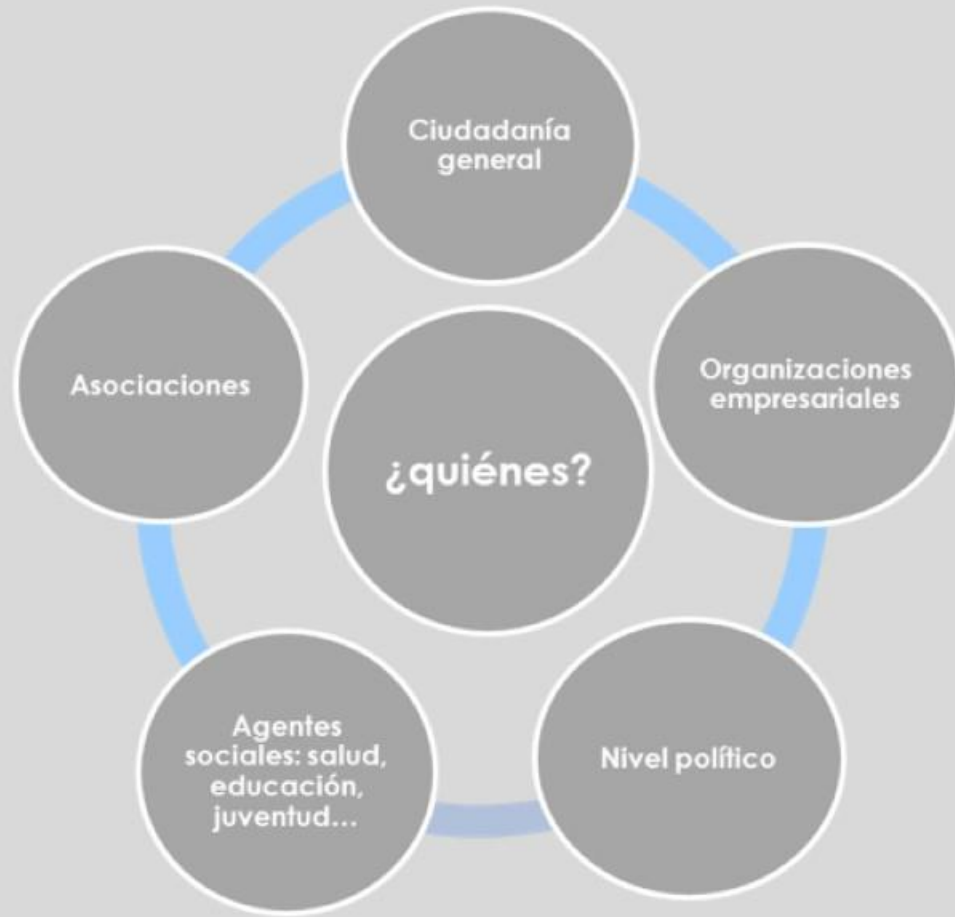 Ciudadanía
general
Asociaciones
Organizaciones
empresariales
¿quiénes?
Agentes
sociales: salud,
educación,
juventud...
Nivel político